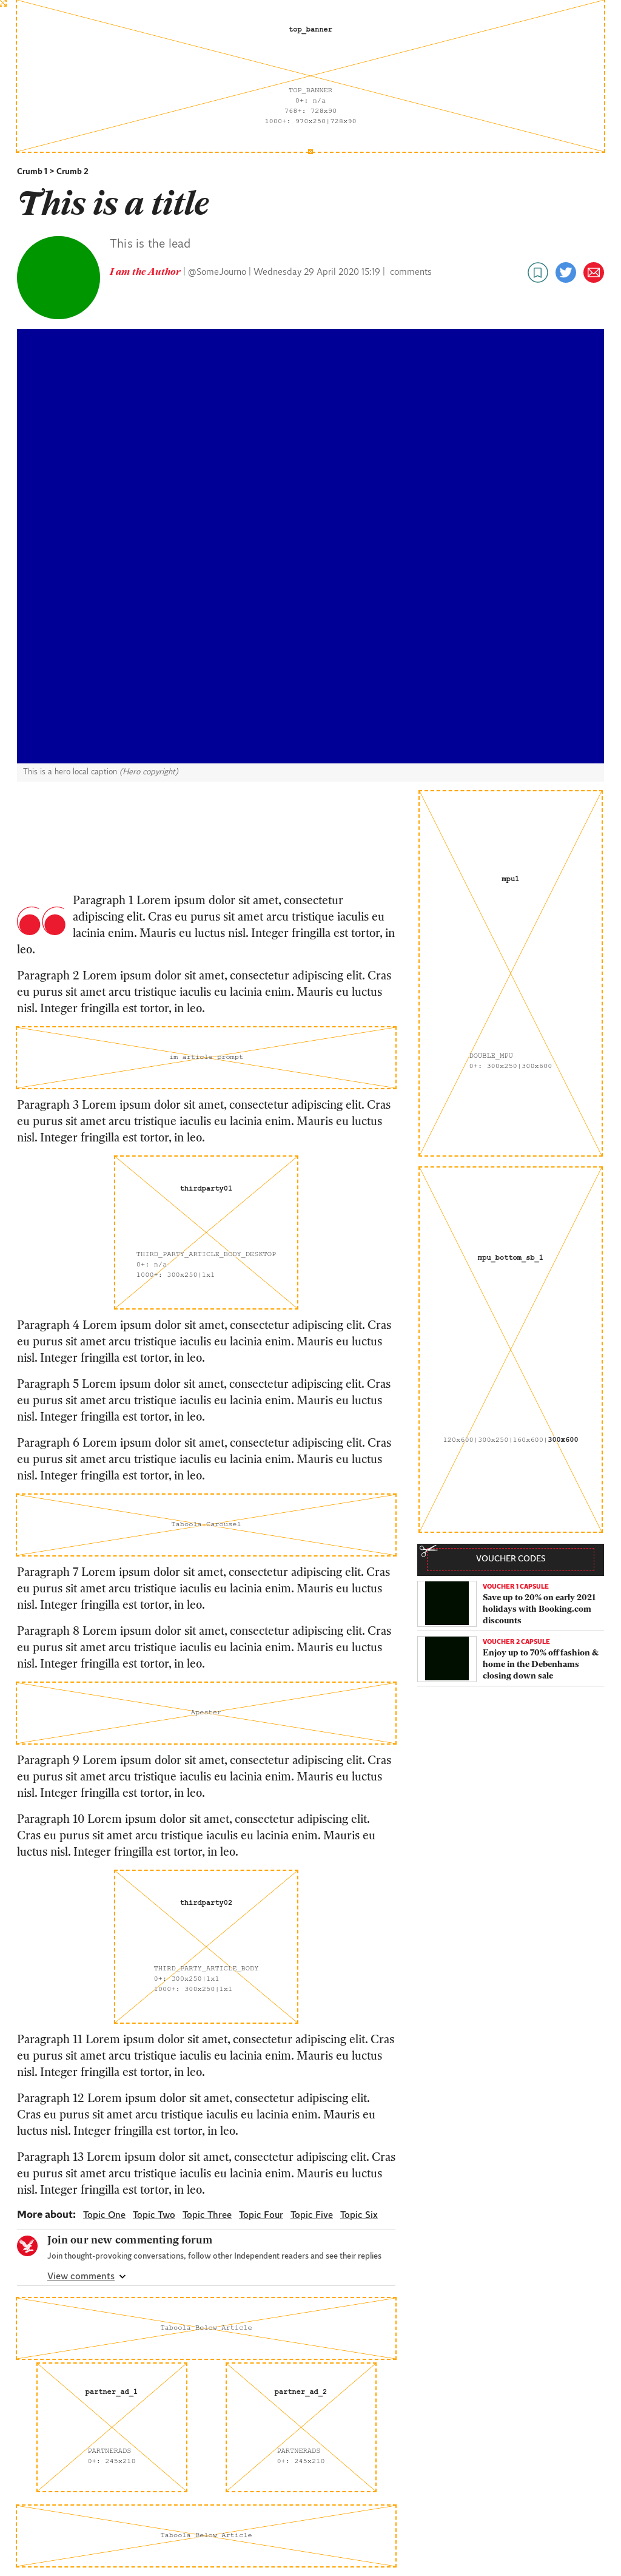 top_banner
TOP_BANNER
0+: n/a
768+: 728x90
1000+: 970x250|728x90
Crumb 1 > Crumb 2
This is a title
This is the lead
I am the Author | @SomeJourno | Wednesday 29 April 2020 15:19 | comments
This is a hero local caption (Hero copyright)
Paragraph 1 Lorem ipsum dolor sit amet, consectetur
adipiscing elit. Cras eu purus sit amet arcu tristique iaculis eu
lacinia enim. Mauris eu luctus nisl. Integer fringilla est tortor, in
leo.
Paragraph 2 Lorem ipsum dolor sit amet, consectetur adipiscing elit. Cras
eu purus sit amet arcu tristique iaculis eu lacinia enim. Mauris eu luctus
nisl. Integer fringilla est tortor, in leo.
im article prompt
Paragraph 3 Lorem ipsum dolor sit amet, consectetur adipiscing elit. Cras
eu purus sit amet arcu tristique iaculis eu lacinia enim. Mauris eu luctus
nisl. Integer fringilla est tortor, in leo.
thirdparty01
THIRD_PARTY_ARTICLE_BODY_DESKTOP
0+: n/a
1000+: 300x250|1x1
Paragraph 4 Lorem ipsum dolor sit amet, consectetur adipiscing elit. Cras
eu purus sit amet arcu tristique iaculis eu lacinia enim. Mauris eu luctus
nisl. Integer fringilla est tortor, in leo.
Paragraph 5 Lorem ipsum dolor sit amet, consectetur adipiscing elit. Cras
eu purus sit amet arcu tristique iaculis eu lacinia enim. Mauris eu luctus
nisl. Integer fringilla est tortor, in leo.
Paragraph 6 Lorem ipsum dolor sit amet, consectetur adipiscing elit. Cras
eu purus sit amet arcu tristique iaculis eu lacinia enim. Mauris eu luctus
nisl. Integer fringilla est tortor, in leo.
Taboola Carousel
Paragraph 7 Lorem ipsum dolor sit amet, consectetur adipiscing elit. Cras
eu purus sit amet arcu tristique iaculis eu lacinia enim. Mauris eu luctus
nisl. Integer fringilla est tortor, in leo.
Paragraph 8 Lorem ipsum dolor sit amet, consectetur adipiscing elit. Cras
eu purus sit amet arcu tristique iaculis eu lacinia enim. Mauris eu luctus
nisl. Integer fringilla est tortor, in leo.
Apester
Paragraph 9 Lorem ipsum dolor sit amet, consectetur adipiscing elit. Cras
eu purus sit amet arcu tristique iaculis eu lacinia enim. Mauris eu luctus
nisl. Integer fringilla est tortor, in leo.
Paragraph 10 Lorem ipsum dolor sit amet, consectetur adipiscing elit.
Cras eu purus sit amet arcu tristique iaculis eu lacinia enim. Mauris eu
luctus nisl. Integer fringilla est tortor, in leo.
thirdparty02
THIRD_PARTY_ARTICLE_BODY
0+: 300x250|1x1
1000+: 300x250|1x1
Paragraph 11 Lorem ipsum dolor sit amet, consectetur adipiscing elit. Cras
eu purus sit amet arcu tristique iaculis eu lacinia enim. Mauris eu luctus
nisl. Integer fringilla est tortor, in leo.
Paragraph 12 Lorem ipsum dolor sit amet, consectetur adipiscing elit.
Cras eu purus sit amet arcu tristique iaculis eu lacinia enim. Mauris eu
luctus nisl. Integer fringilla est tortor, in leo.
Paragraph 13 Lorem ipsum dolor sit amet, consectetur adipiscing elit. Cras
eu purus sit amet arcu tristique iaculis eu lacinia enim. Mauris eu luctus
nisl. Integer fringilla est tortor, in leo.
More about: Topic One Topic Two Topic Three Topic Four Topic Five Topic Six
Join our new commenting forum
Join thought-provoking conversations, follow other Independent readers and see their replies
View comments
Taboola Below Article
partner_ad_1
PARTNERADS
0+: 245x210
partner_ad_2
PARTNERADS
0+: 245x210
Taboola Below Article
mpu1
DOUBLE_MPU
0+: 300x250|300x600
mpu_bottom_sb_1
120x600|300x250|160x600|300x600
VOUCHER CODES
VOUCHER 1 CAPSULE
Save up to 20% on early 2021
holidays with Booking.com
discounts
VOUCHER 2 CAPSULE
Enjoy up to 70% off fashion &
home in the Debenhams
closing down sale